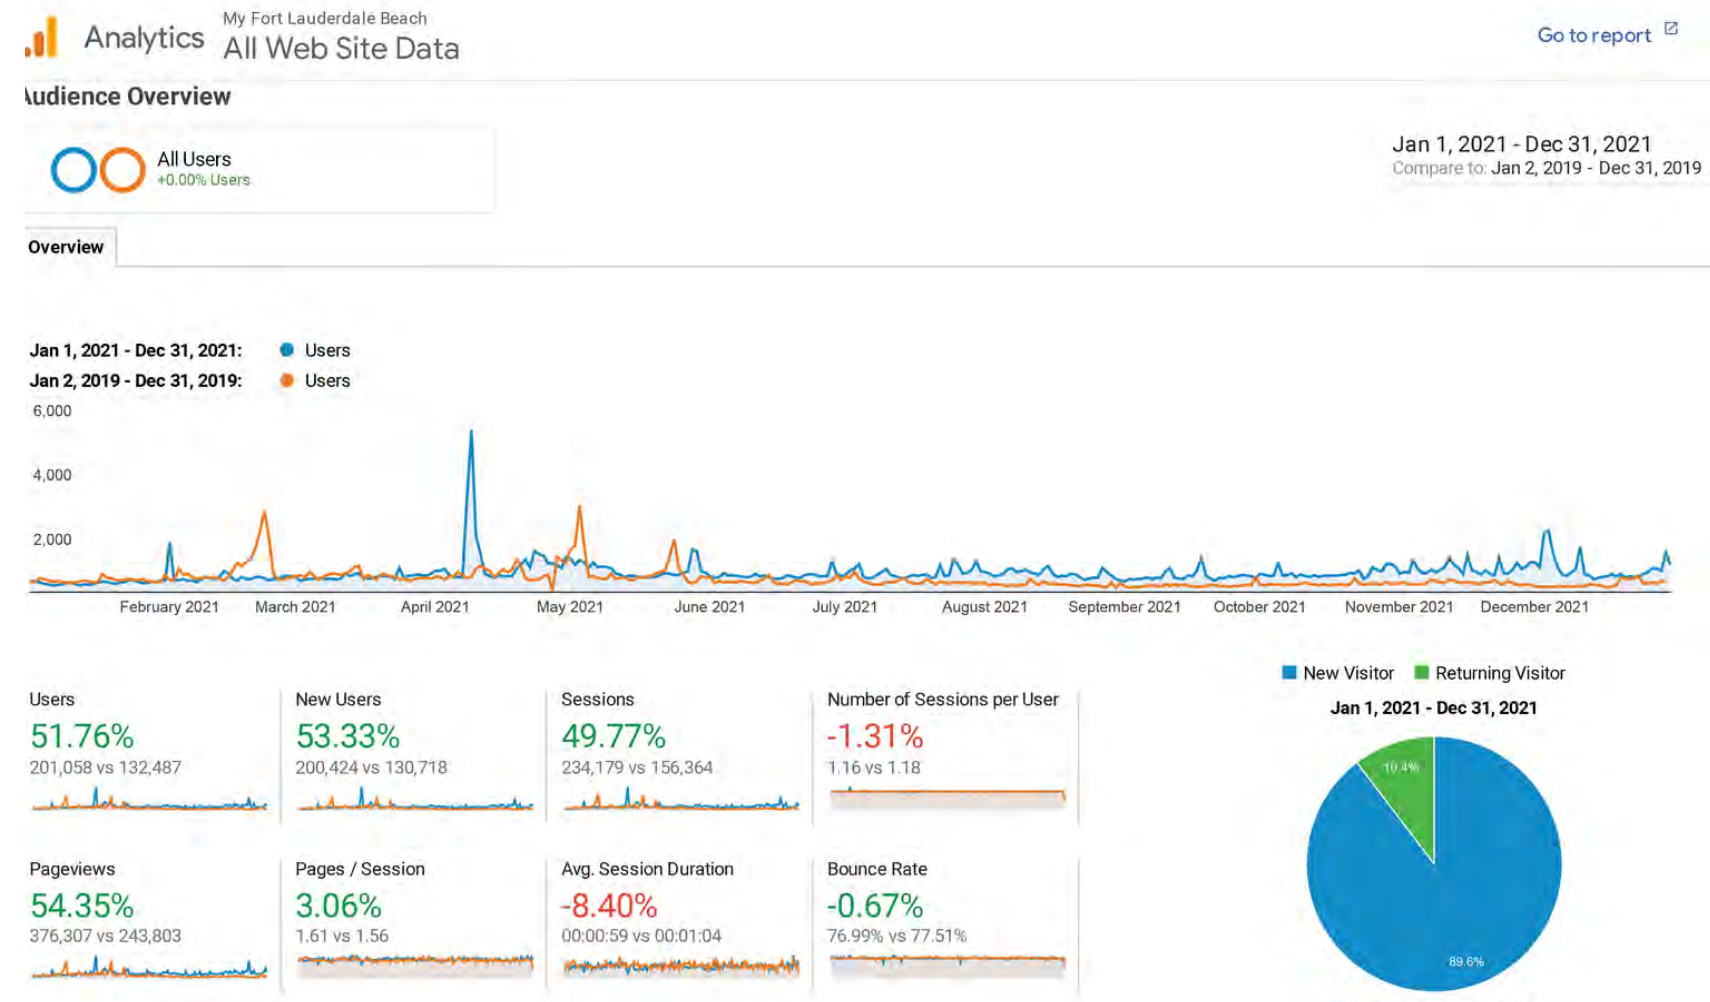 Analytics
My Fort Lauderdale Beach
All Web Site Data
Go to report
Audience Overview
All Users
+0.00% Users
Jan 1, 2021 - Dec 31, 2021
Compare to: Jan 2, 2019 - Dec 31, 2019
Overview
Jan 1, 2021 - Dec 31, 2021: Users
Jan 2, 2019 - Dec 31, 2019: Users
6,000
4,000
2,000
February 2021 March 2021 April 2021 May 2021 June 2021 July 2021 August 2021 September 2021 October 2021 November 2021 December 2021
New Visitor Returning Visitor
Jan 1, 2021 - Dec 31, 2021
10.4%
89.6%
Users
51.76%
201,058 vs 132,487
New Users
53.33%
200,424 vs 130,718
Sessions
49.77%
234,179 vs 156,364
Number of Sessions per User
-1.31%
1.16 vs 1.18
Pageviews
54.35%
376,307 vs 243,803
Pages / Session
3.06%
1.61 vs 1.56
Avg. Session Duration
-8.40%
00:00:59 vs 00:01:04
Bounce Rate
-0.67%
76.99% vs 77.51%